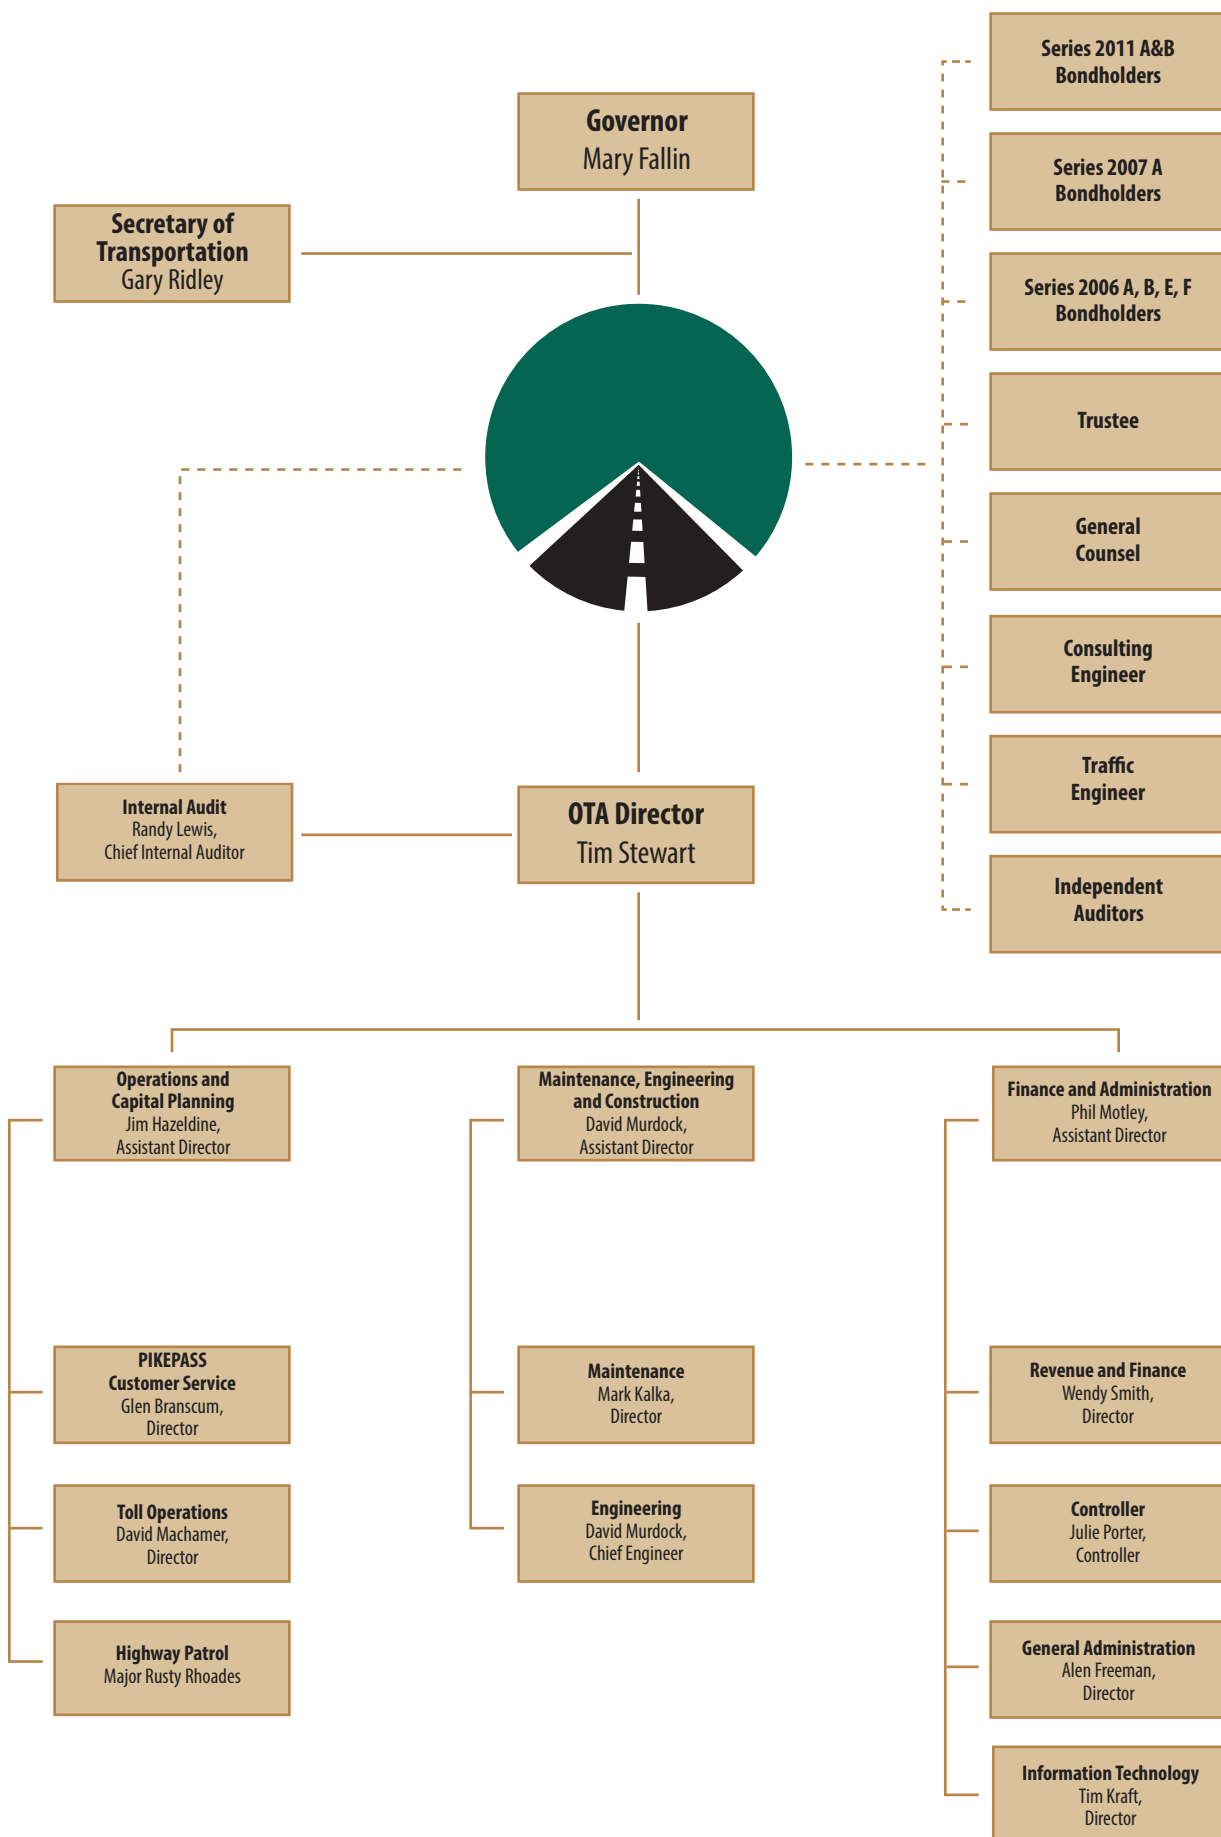 Governor
Mary Fallin
Secretary of
Transportation
Gary Ridley
Series 2011 A&B
Bondholders
Series 2007 A
Bondholders
Series 2006 A, B, E, F
Bondholders
Trustee
General
Counsel
Consulting
Engineer
Traffic
Engineer
Independent
Auditors
Internal Audit
Randy Lewis,
Chief Internal Auditor
OTA Director
Tim Stewart
Operations and
Capital Planning
Jim Hazeldine,
Assistant Director
PIKEPASS
Customer Service
Glen Branscum,
Director
Toll Operations
David Machamer,
Director
Highway Patrol
Major Rusty Rhoades
Maintenance, Engineering
and Construction
David Murdock,
Assistant Director
Maintenance
Mark Kalka,
Director
Engineering
David Murdock,
Chief Engineer
Finance and Administration
Phil Motley,
Assistant Director
Revenue and Finance
Wendy Smith,
Director
Controller
Julie Porter,
Controller
General Administration
Alen Freeman,
Director
Information Technology
Tim Kraft,
Director